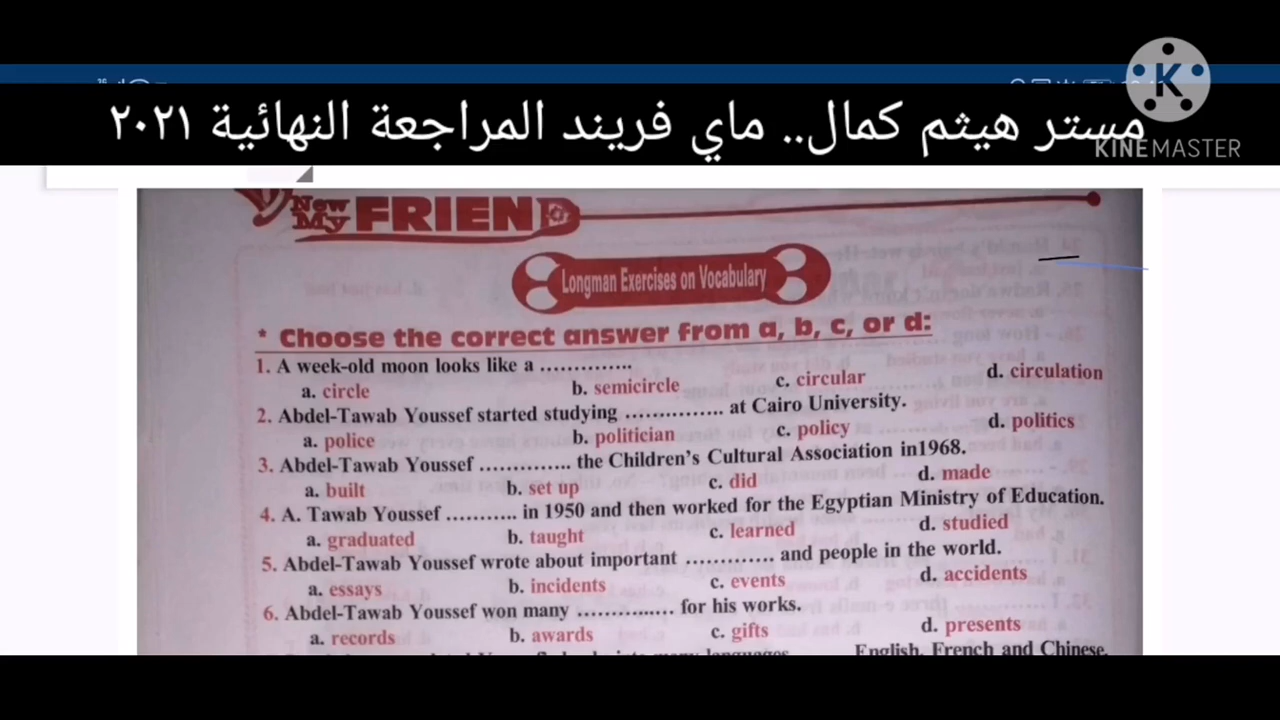 مستر هيثم كمال.. ماي فريند المراجعة النهائية ٢٠٢١
KINEMASTER
New My FRIEND
Longman Exercises on Vocabulary
* Choose the correct answer from a, b, c, or d:
1. A week-old moon looks like a ..............
a. circle b. semicircle c. circular d. circulation
2. Abdel-Tawab Youssef started studying .............. at Cairo University.
a. police b. politician c. policy d. politics
3. Abdel-Tawab Youssef ............. the Children's Cultural Association in1968.
a. built b. set up c. did d. made
4. A. Tawab Youssef ........... in 1950 and then worked for the Egyptian Ministry of Education.
a. graduated b. taught c. learned d. studied
5. Abdel-Tawab Youssef wrote about important ............. and people in the world.
a. essays b. incidents c. events d. accidents
6. Abdel-Tawab Youssef won many .............. for his works.
a. records b. awards c. gifts d. presents
English, French and Chinese.